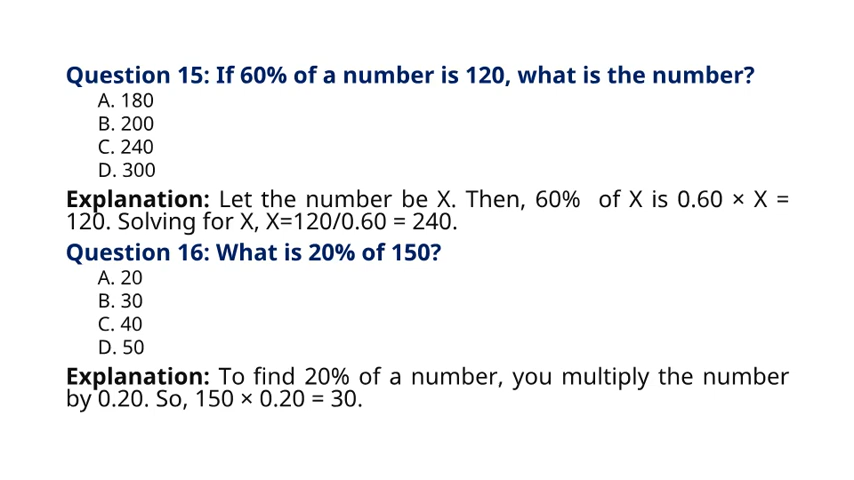 Question 15: If 60% of a number is 120, what is the number?
A. 180
B. 200
C. 240
D. 300
Explanation: Let the number be X. Then, 60% of X is 0.60 × X =
120. Solving for X, X=120/0.60 = 240.
Question 16: What is 20% of 150?
A. 20
B. 30
C. 40
D. 50
Explanation: To find 20% of a number, you multiply the number
by 0.20. So, 150 × 0.20 = 30.